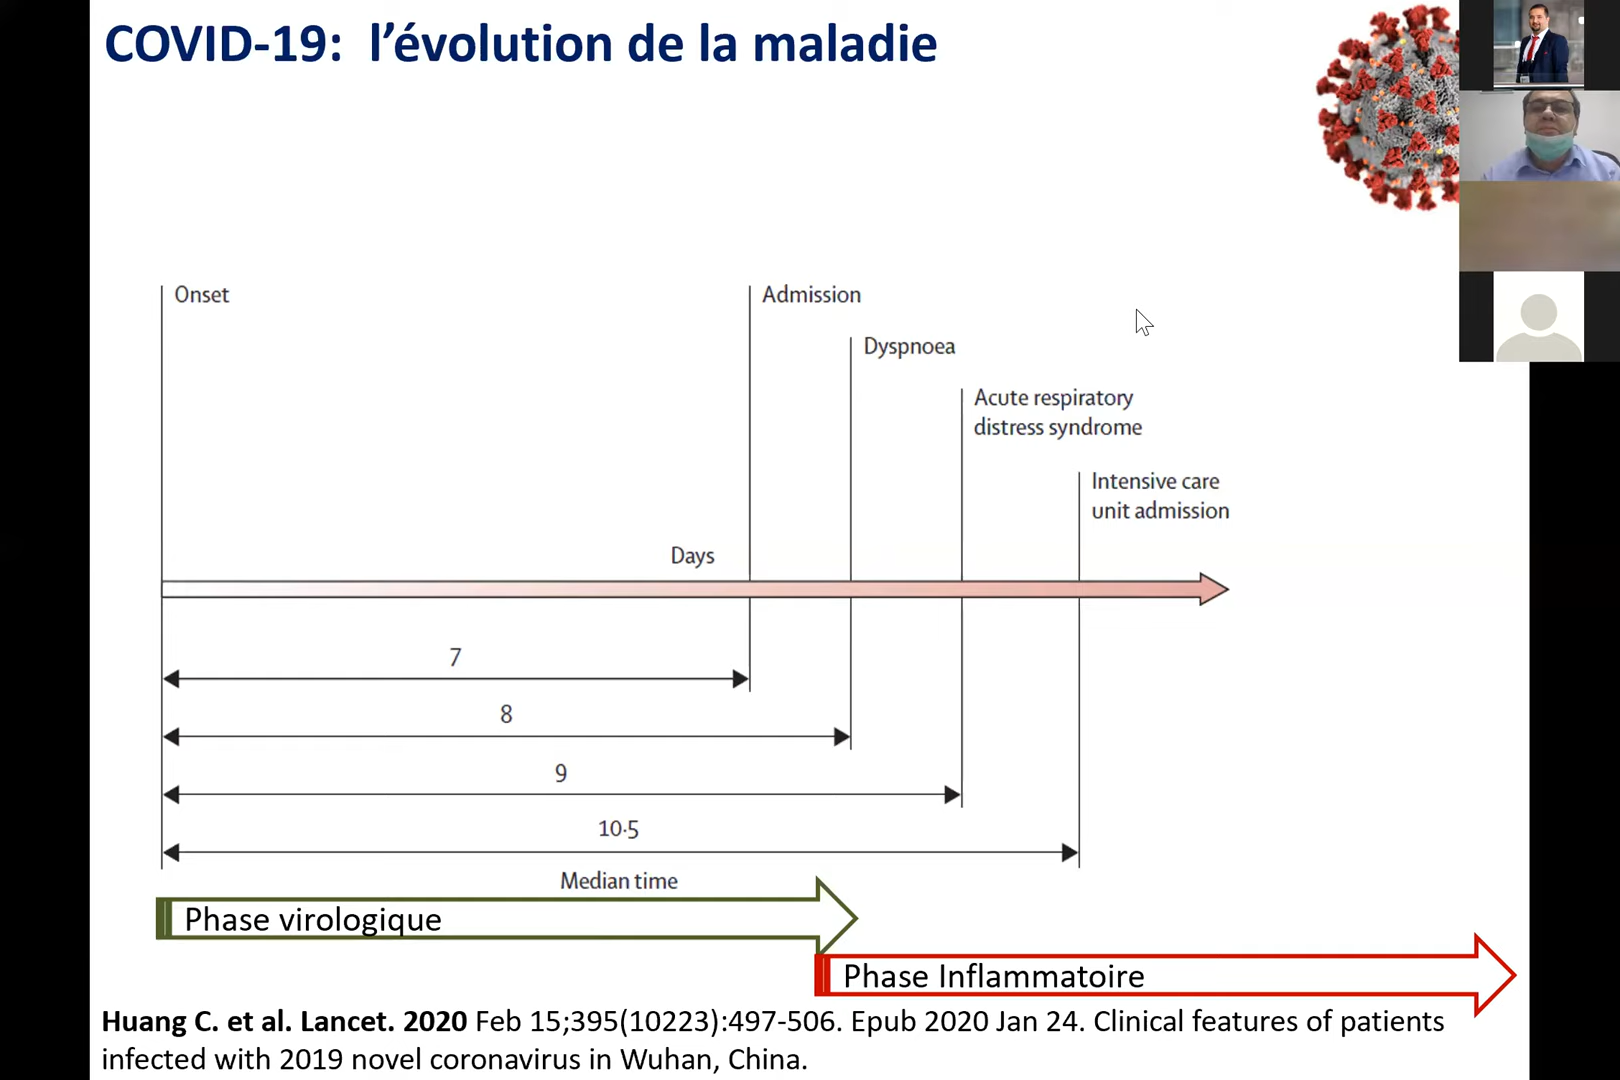 COVID-19: l’évolution de la maladie
Onset
Admission
Dyspnoea
Acute respiratory
distress syndrome
Intensive care
unit admission
Days
7
8
9
10·5
Median time
Phase virologique
Phase Inflammatoire
Huang C. et al. Lancet. 2020 Feb 15;395(10223):497-506. Epub 2020 Jan 24. Clinical features of patients
infected with 2019 novel coronavirus in Wuhan, China.